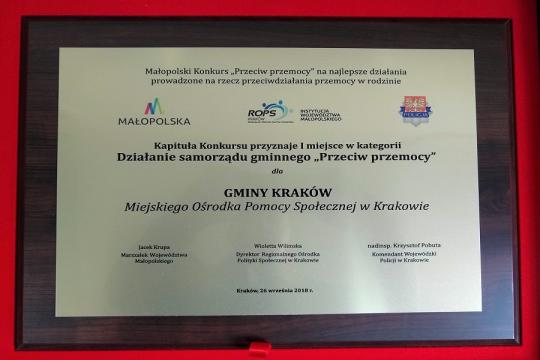 Małopolski Konkurs „Przeciw przemocy” na najlepsze działania
prowadzone na rzecz przeciwdziałania przemocy w rodzinie
MAŁOPOLSKA
ROPS
KRAKÓW
INSTYTUCJA
WOJEWÓDZTWA
MAŁOPOLSKIEGO
POLICJA
Kapituła Konkursu przyznaje I miejsce w kategorii
Działanie samorządu gminnego „Przeciw przemocy”
dla
GMINY KRAKÓW
Miejskiego Ośrodka Pomocy Społecznej w Krakowie
Jacek Krupa
Marszałek Województwa
Małopolskiego
Wioletta Wilimska
Dyrektor Regionalnego Ośrodka
Polityki Społecznej w Krakowie
nadinsp. Krzysztof Pobuta
Komendant Wojewódzki
Policji w Krakowie
Kraków, 26 września 2018 r.